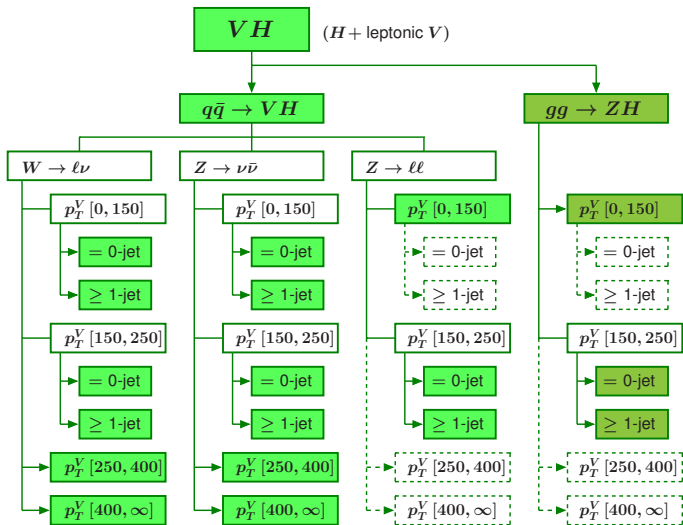 VH (H + leptonic V)
qq̄ → VH
gg → ZH
W → ℓν
Z → νν̄
Z → ℓℓ
p_T^V [0, 150]
p_T^V [0, 150]
p_T^V [0, 150]
p_T^V [0, 150]
= 0-jet
= 0-jet
= 0-jet
= 0-jet
≥ 1-jet
≥ 1-jet
≥ 1-jet
≥ 1-jet
p_T^V [150, 250]
p_T^V [150, 250]
p_T^V [150, 250]
p_T^V [150, 250]
= 0-jet
= 0-jet
= 0-jet
= 0-jet
≥ 1-jet
≥ 1-jet
≥ 1-jet
≥ 1-jet
p_T^V [250, 400]
p_T^V [250, 400]
p_T^V [250, 400]
p_T^V [250, 400]
p_T^V [400, ∞]
p_T^V [400, ∞]
p_T^V [400, ∞]
p_T^V [400, ∞]